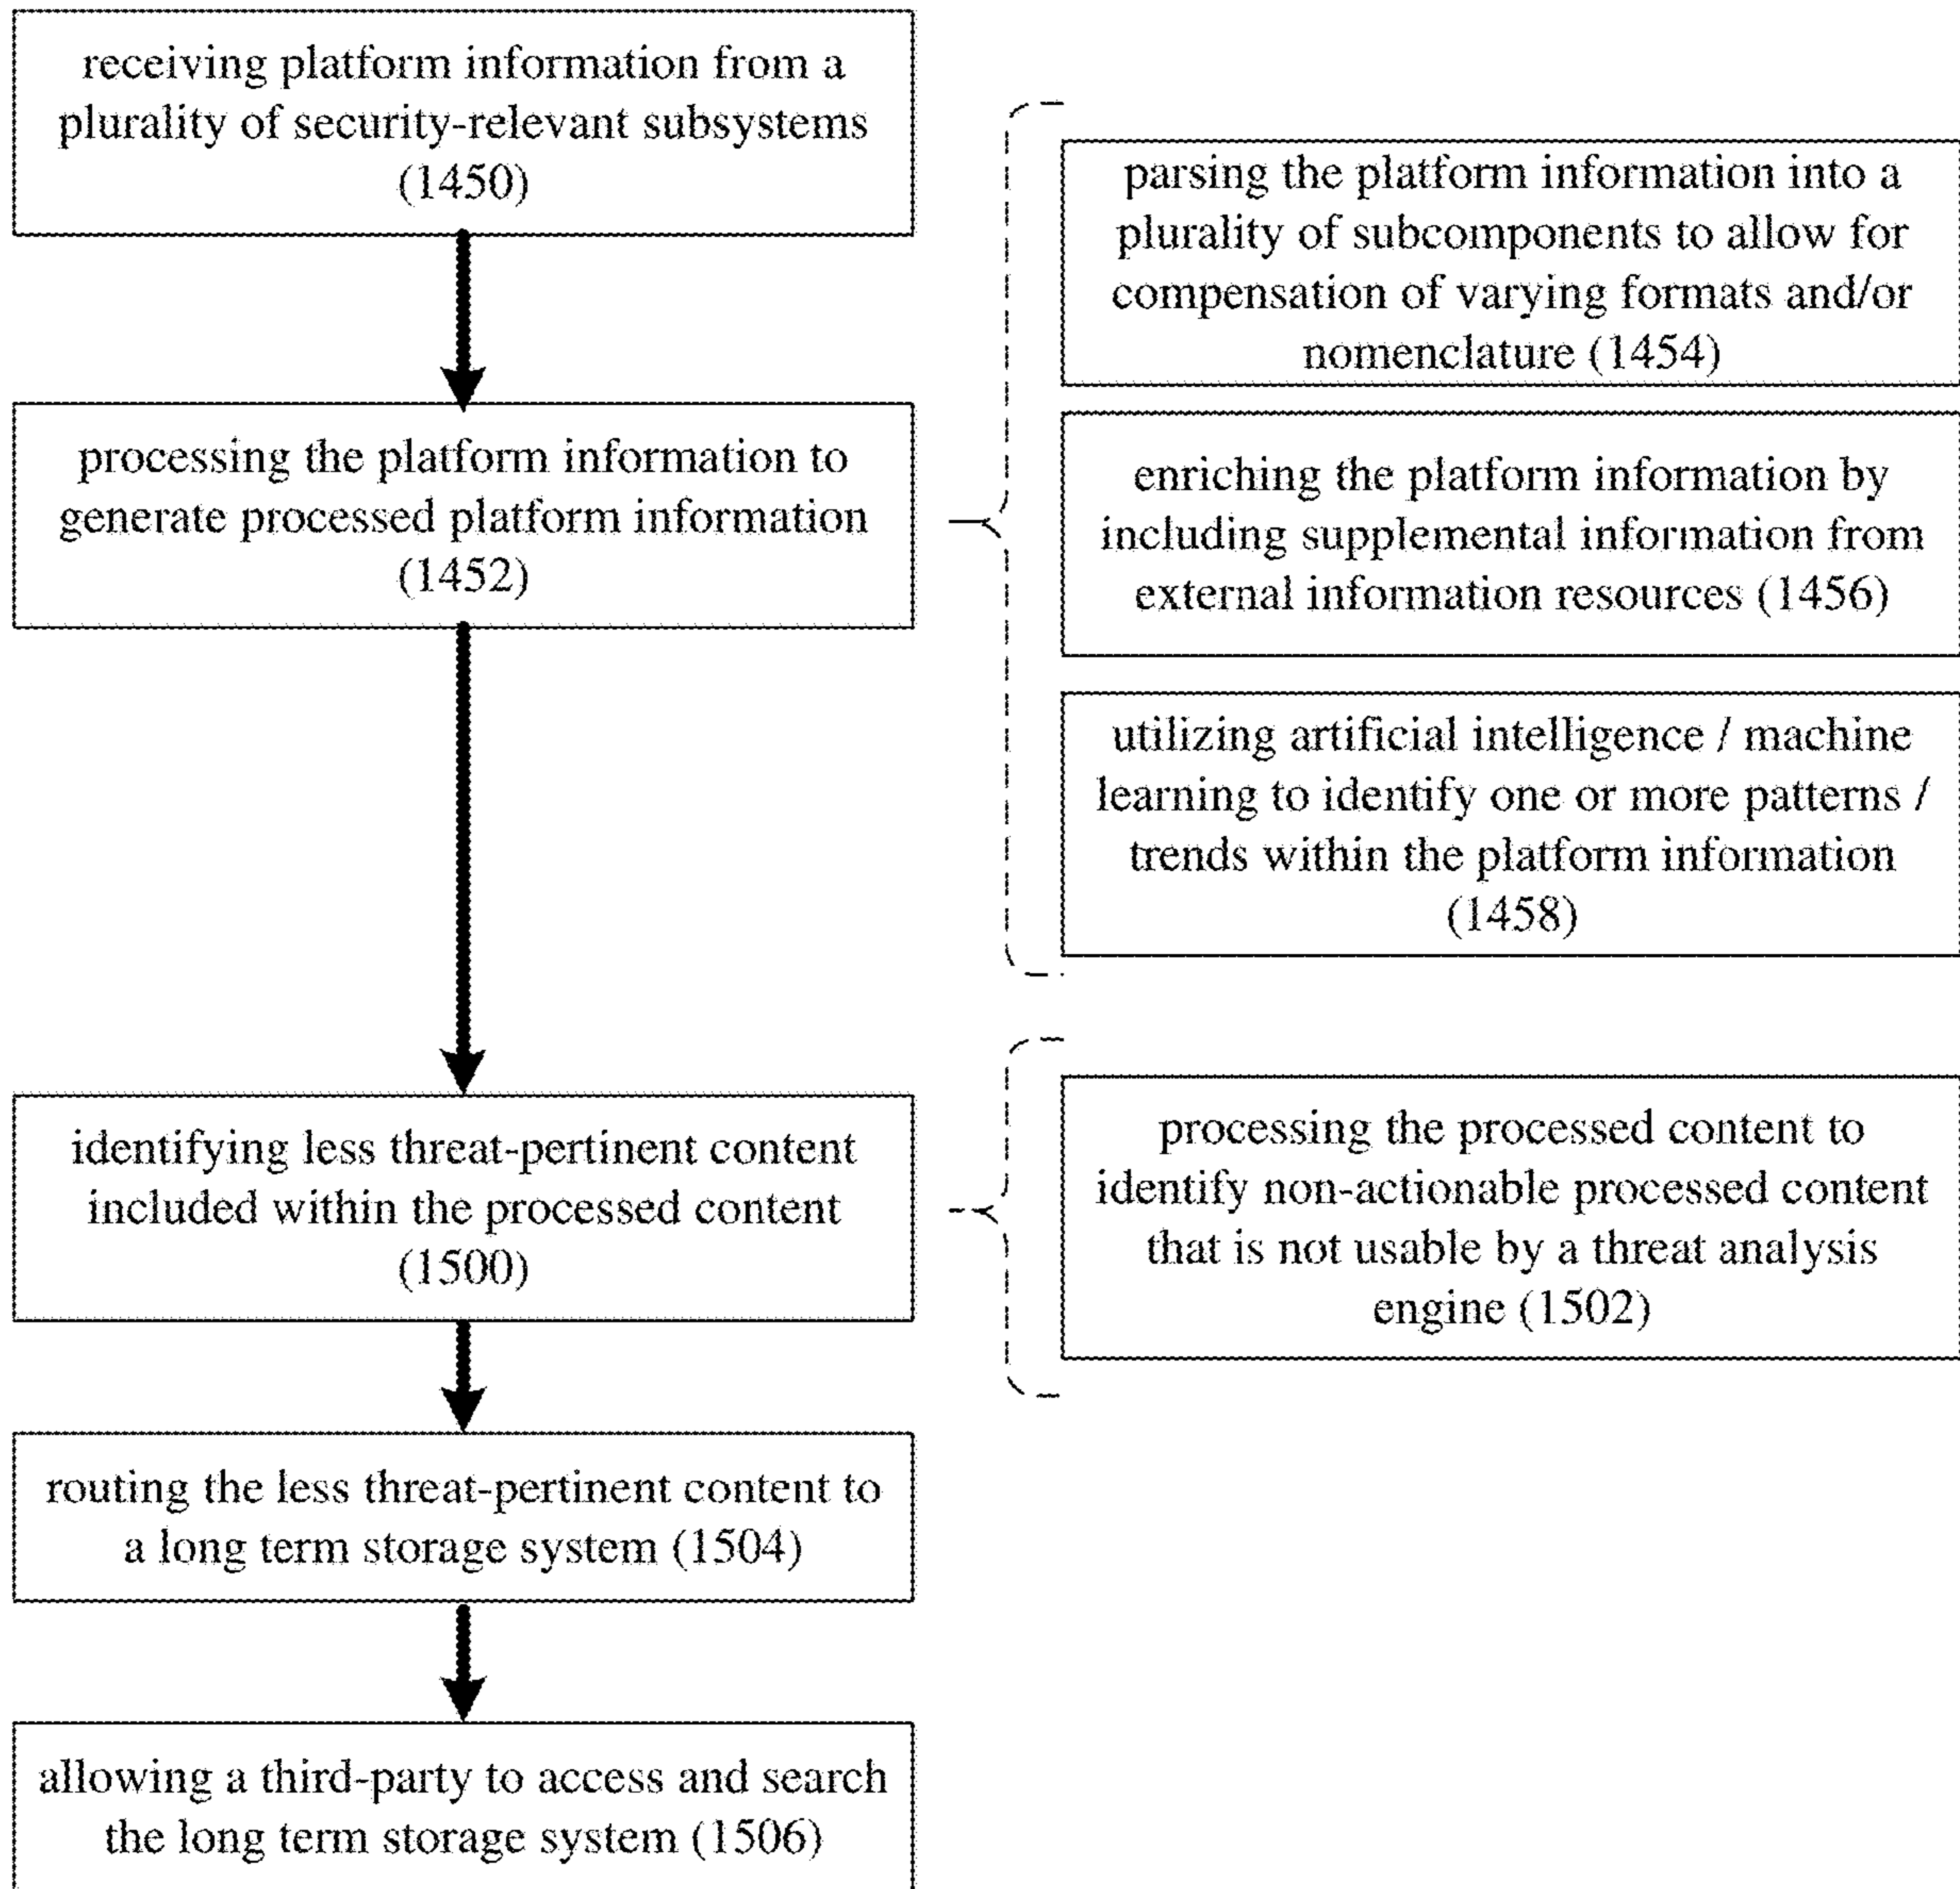 receiving platform information from a
plurality of security-relevant subsystems
(1450)
processing the platform information to
generate processed platform information
(1452)
parsing the platform information into a
plurality of subcomponents to allow for
compensation of varying formats and/or
nomenclature (1454)
enriching the platform information by
including supplemental information from
external information resources (1456)
utilizing artificial intelligence / machine
learning to identify one or more patterns /
trends within the platform information
(1458)
identifying less threat-pertinent content
included within the processed content
(1500)
processing the processed content to
identify non-actionable processed content
that is not usable by a threat analysis
engine (1502)
routing the less threat-pertinent content to
a long term storage system (1504)
allowing a third-party to access and search
the long term storage system (1506)